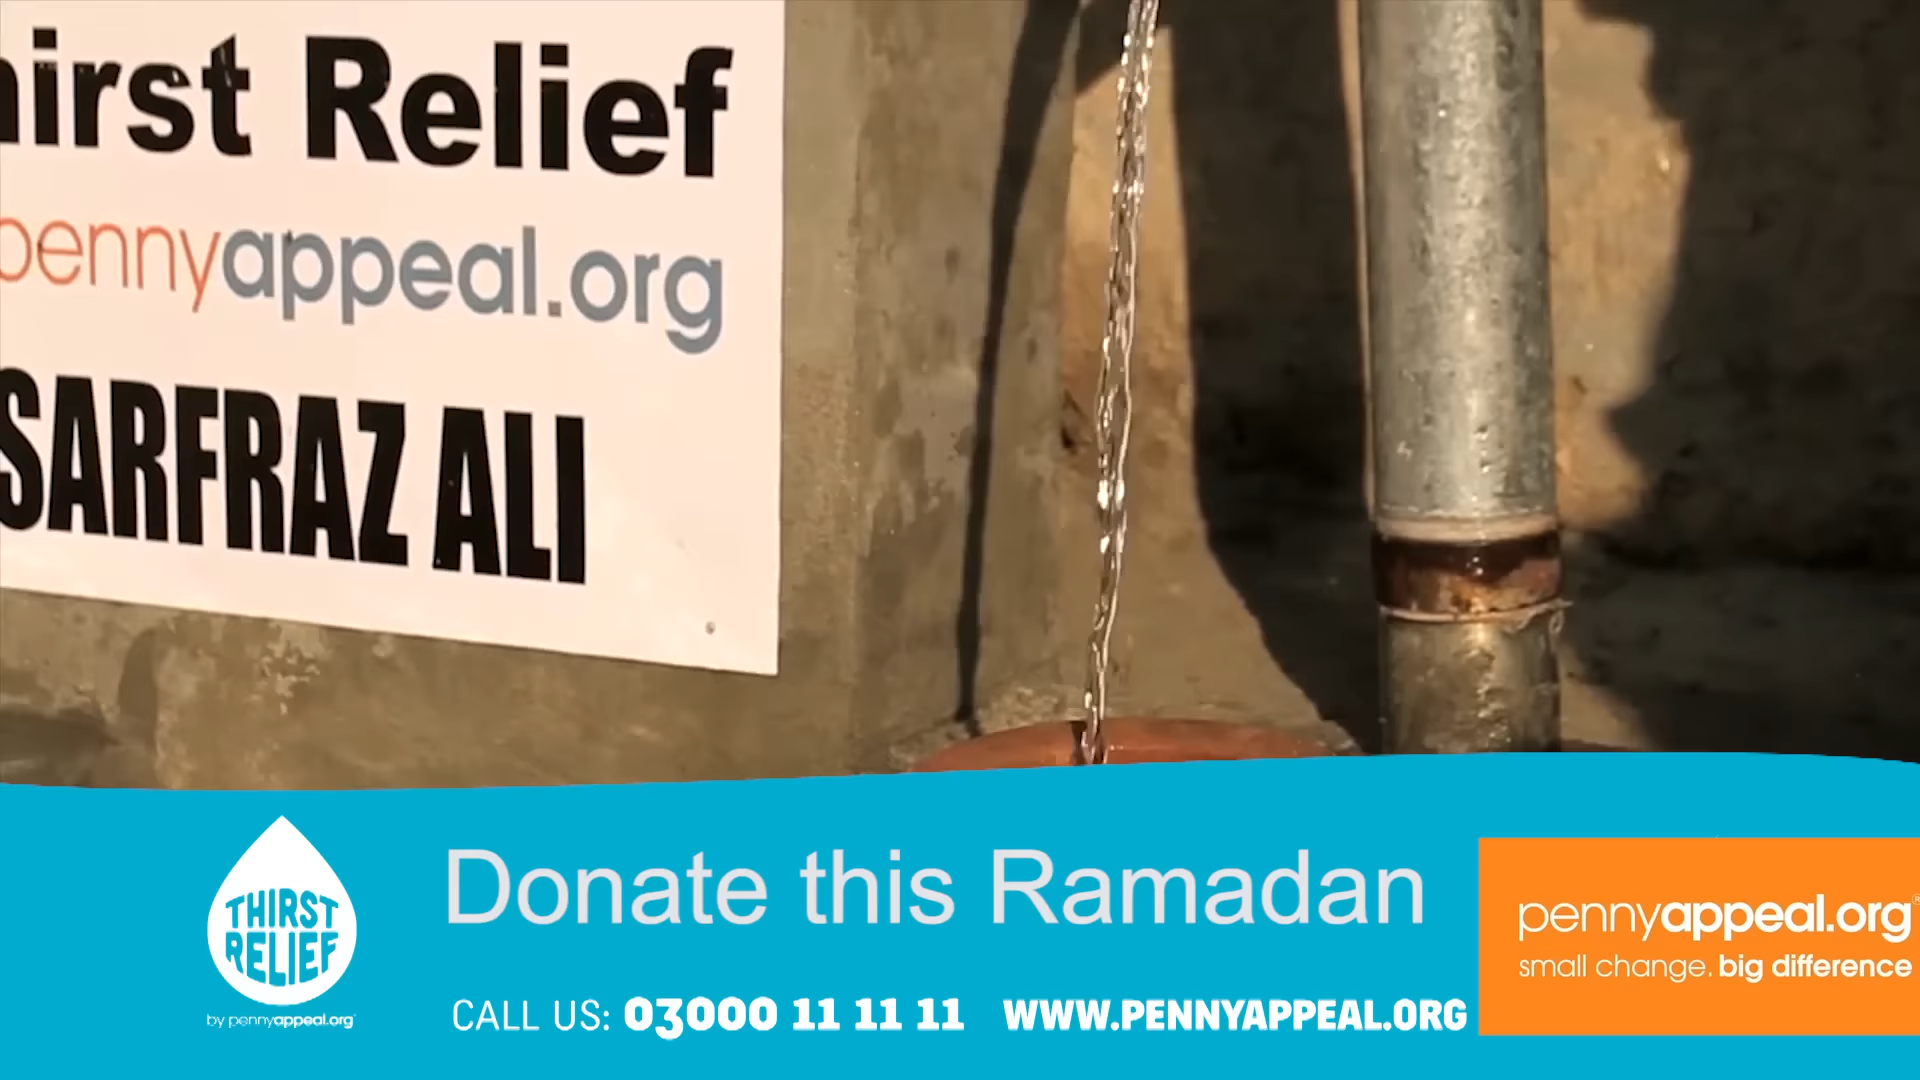 hirst Relief
pennyappeal.org
SARFRAZ ALI
THIRST
RELIEF
by pennyappeal.org
Donate this Ramadan
CALL US: 03000 11 11 11 WWW.PENNYAPPEAL.ORG
pennyappeal.org®
small change. big difference